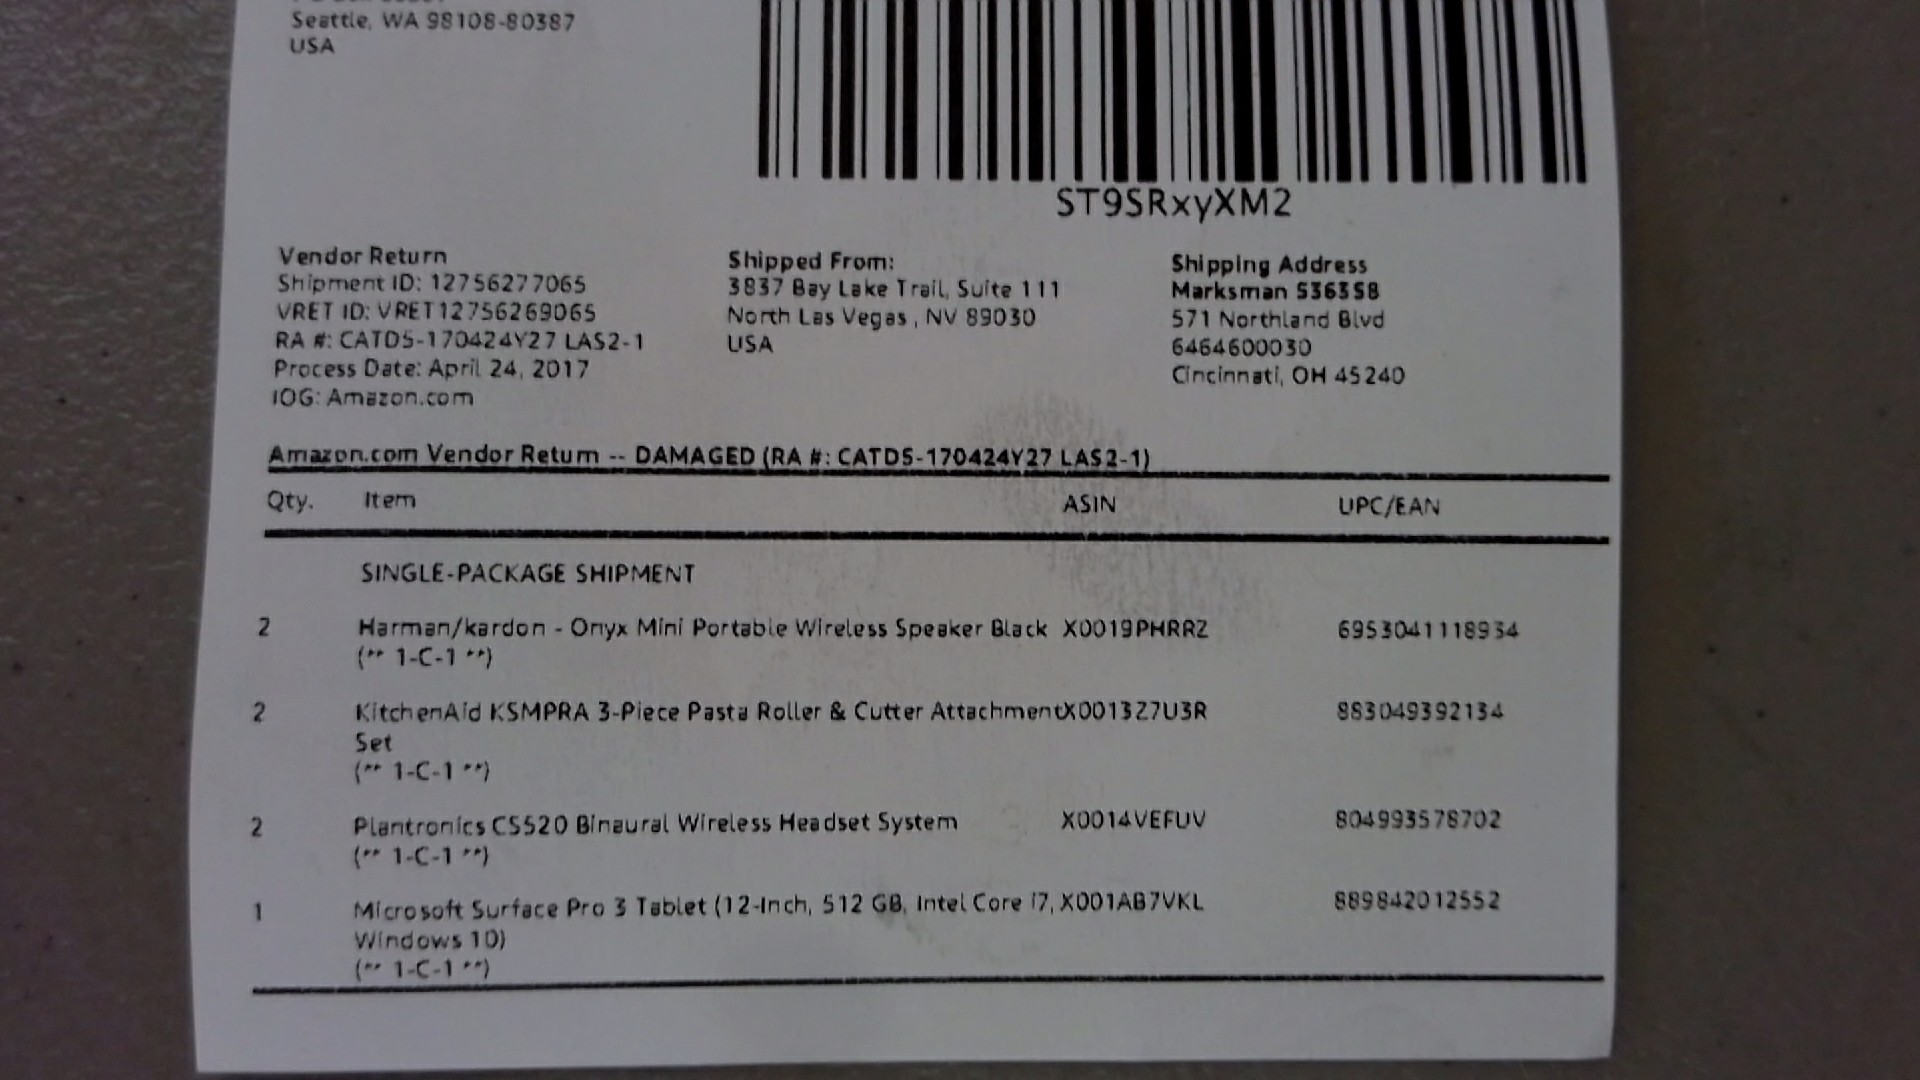 Seattle, WA 98108-80387
USA
ST9SRxyXM2
Vendor Return
Shipment ID: 12756277065
VRET ID: VRET12756269065
RA #: CATDS-170424Y27 LAS2-1
Process Date: April 24, 2017
IOG: Amazon.com
Shipped From:
3837 Bay Lake Trail, Suite 111
North Las Vegas , NV 89030
USA
Shipping Address
Marksman 536358
571 Northland Blvd
6464600030
Cincinnati, OH 45240
Amazon.com Vendor Return -- DAMAGED (RA #: CATDS-170424Y27 LAS2-1)
Qty. Item ASIN UPC/EAN
SINGLE-PACKAGE SHIPMENT
2 Harman/kardon - Onyx Mini Portable Wireless Speaker Black X0019PHRRZ 6953041118934
(** 1-C-1 **)
2 KitchenAid KSMPRA 3-Piece Pasta Roller & Cutter Attachment X0013Z7U3R 883049392134
Set
(** 1-C-1 **)
2 Plantronics CS520 Binaural Wireless Headset System X0014VEFUV 804993578702
(** 1-C-1 **)
1 Microsoft Surface Pro 3 Tablet (12-Inch, 512 GB, Intel Core i7, X001AB7VKL 889842012552
Windows 10)
(** 1-C-1 **)